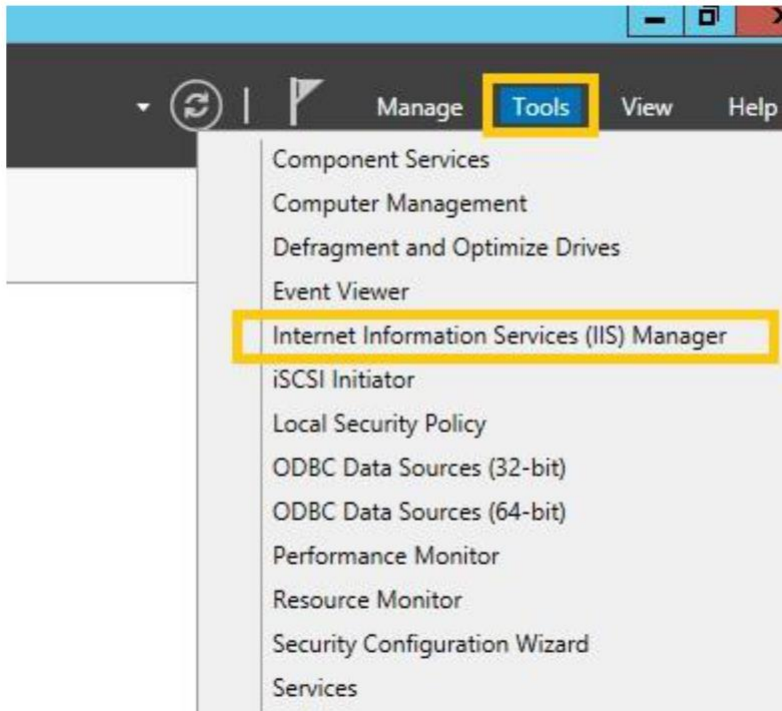 Manage Tools View Help
Component Services
Computer Management
Defragment and Optimize Drives
Event Viewer
Internet Information Services (IIS) Manager
iSCSI Initiator
Local Security Policy
ODBC Data Sources (32-bit)
ODBC Data Sources (64-bit)
Performance Monitor
Resource Monitor
Security Configuration Wizard
Services